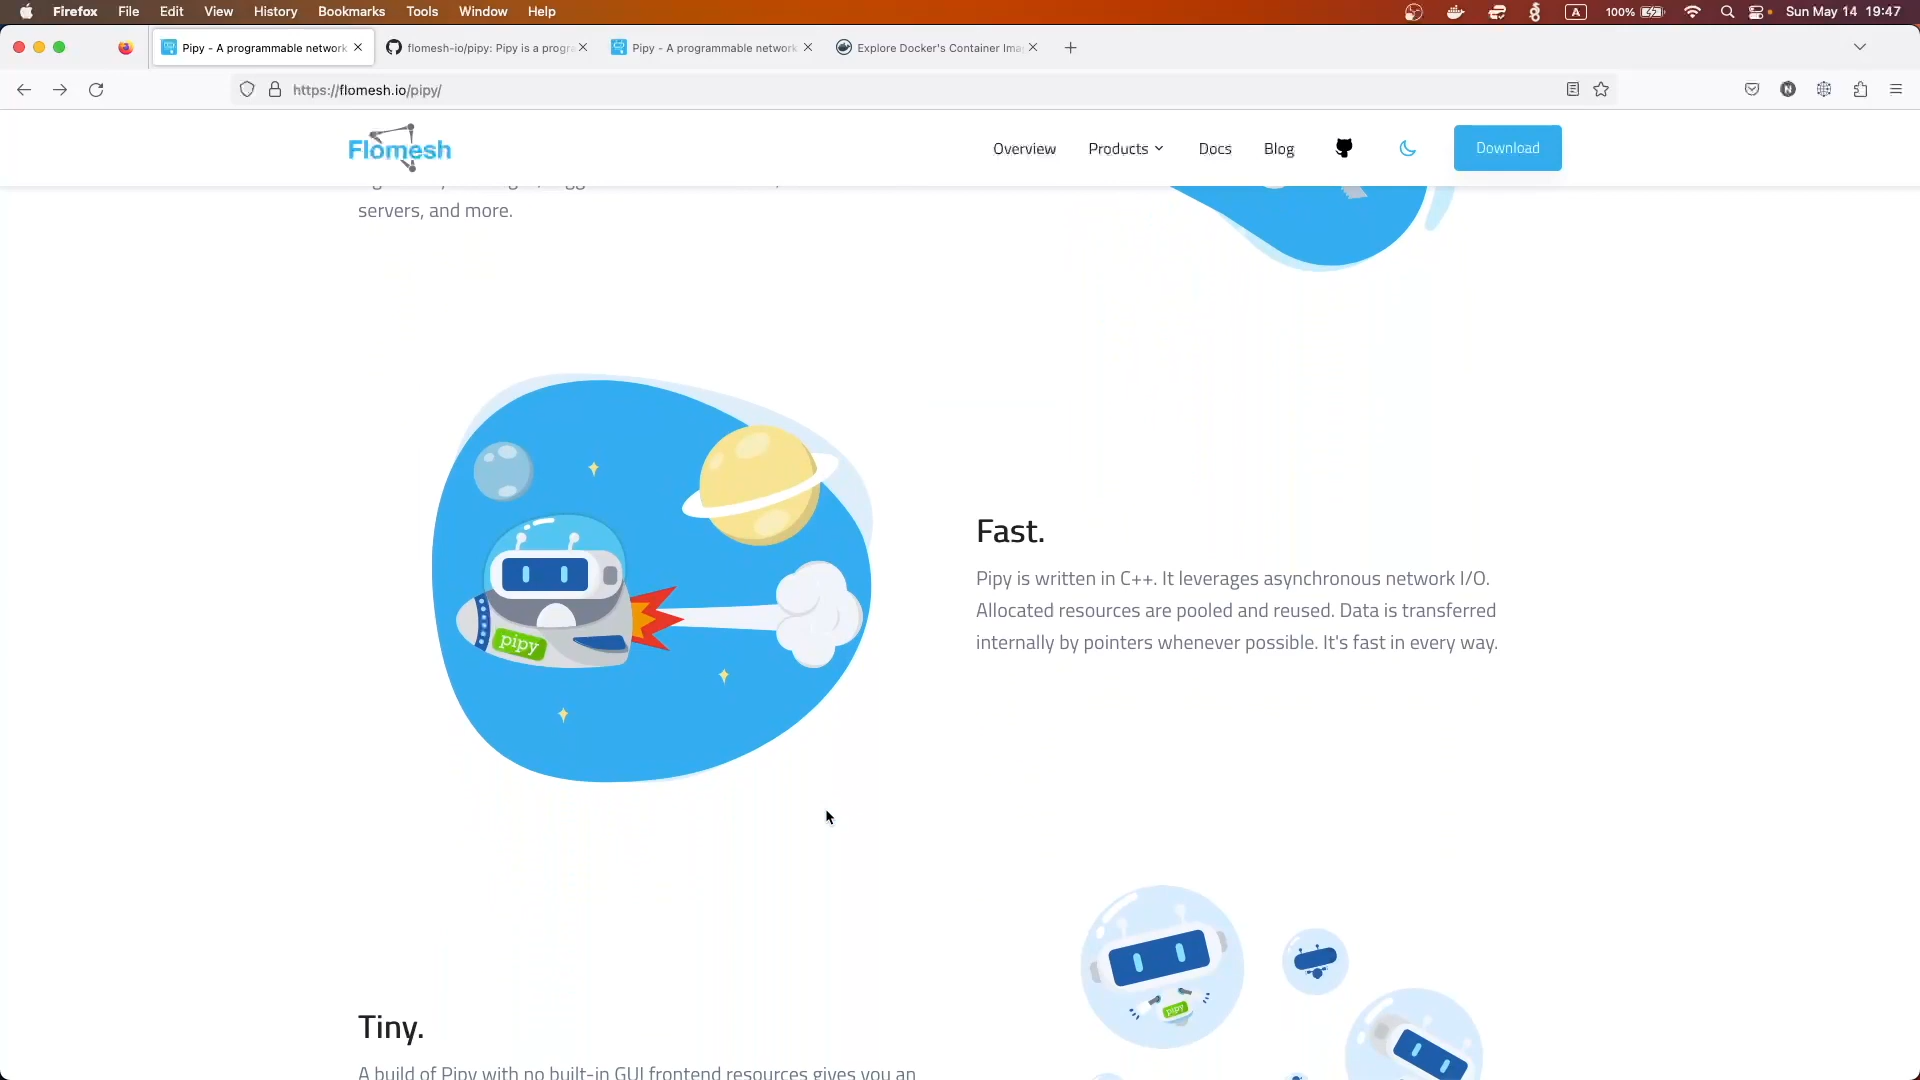 Firefox File Edit View History Bookmarks Tools Window Help A 100% Sun May 14 19:47
Pipy - A programmable network flomesh-io/pipy: Pipy is a progra Pipy - A programmable network Explore Docker's Container Ima
https://flomesh.io/pipy/
Flomesh Overview Products Docs Blog Download
servers, and more.
pipy
Fast.
Pipy is written in C++. It leverages asynchronous network I/O.
Allocated resources are pooled and reused. Data is transferred
internally by pointers whenever possible. It's fast in every way.
pipy
Tiny.
A build of Pipy with no built-in GUI frontend resources gives you an